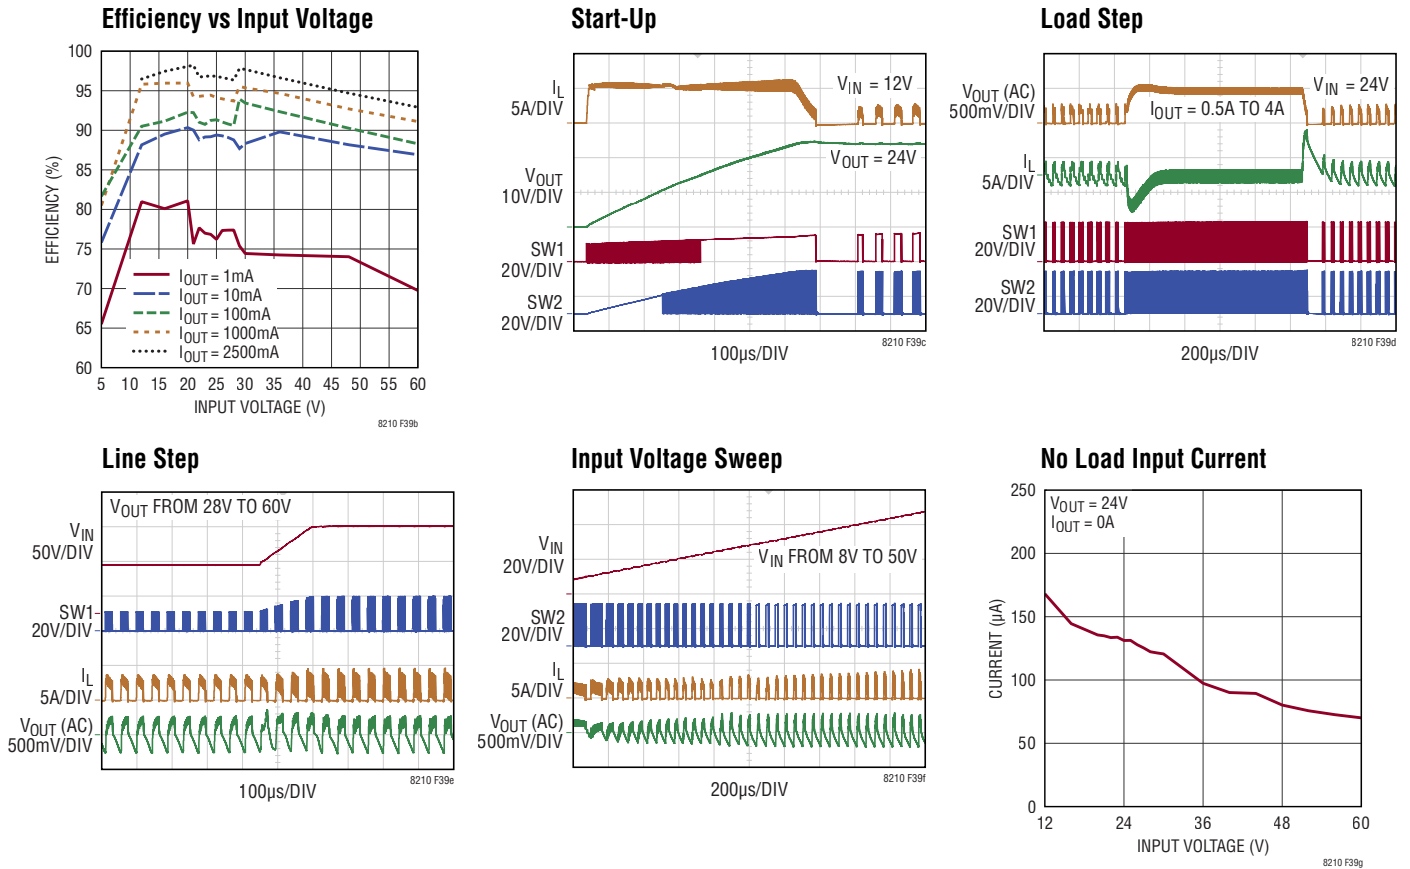 Efficiency vs Input Voltage
100
95
90
85
80
75
70
65
60
EFFICIENCY (%)
IOUT = 1mA
IOUT = 10mA
IOUT = 100mA
IOUT = 1000mA
IOUT = 2500mA
5 10 15 20 25 30 35 40 45 50 55 60
INPUT VOLTAGE (V)
8210 F39b
Start-Up
IL
5A/DIV
VIN = 12V
VOUT = 24V
VOUT
10V/DIV
SW1
20V/DIV
SW2
20V/DIV
8210 F39c
100µs/DIV
Load Step
VOUT (AC)
500mV/DIV
VIN = 24V
IOUT = 0.5A TO 4A
IL
5A/DIV
SW1
20V/DIV
SW2
20V/DIV
8210 F39d
200µs/DIV
Line Step
VOUT FROM 28V TO 60V
VIN
50V/DIV
SW1
20V/DIV
IL
5A/DIV
VOUT (AC)
500mV/DIV
8210 F39e
100µs/DIV
Input Voltage Sweep
VIN
20V/DIV
VIN FROM 8V TO 50V
SW2
20V/DIV
IL
5A/DIV
VOUT (AC)
500mV/DIV
8210 F39f
200µs/DIV
No Load Input Current
250
200
150
100
50
0
CURRENT (µA)
VOUT = 24V
IOUT = 0A
12 24 36 48 60
INPUT VOLTAGE (V)
8210 F39g